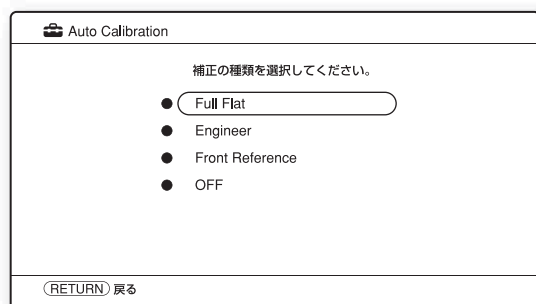 Auto Calibration
補正の種類を選択してください。
Full Flat
Engineer
Front Reference
OFF
RETURN 戻る